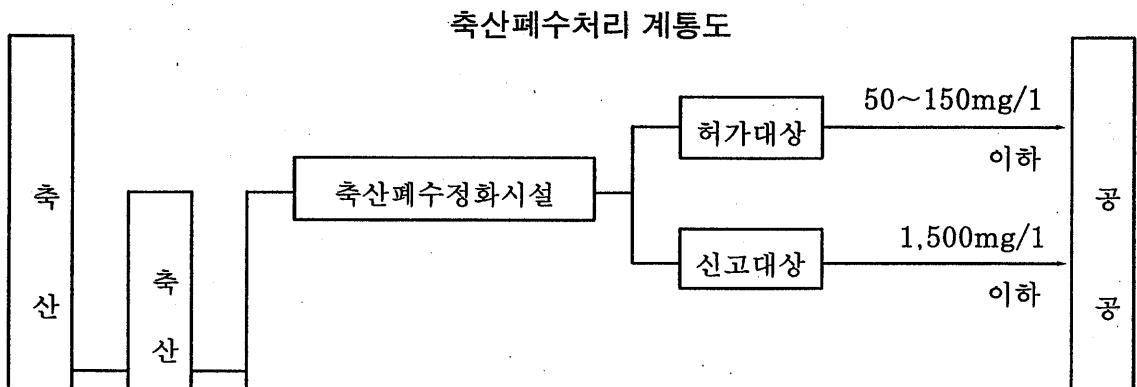 축산폐수처리 계통도
축산
축산
축산폐수정화시설
허가대상
50~150mg/1
이하
신고대상
1,500mg/1
이하
공공